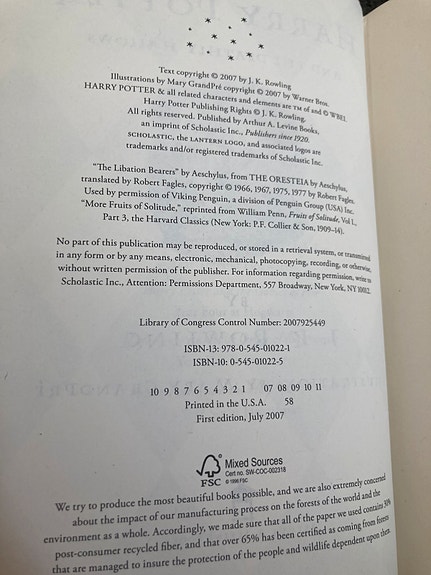 Text copyright © 2007 by J. K. Rowling
Illustrations by Mary GrandPré copyright © 2007 by Warner Bros.
HARRY POTTER & all related characters and elements are TM of and © WBEI.
Harry Potter Publishing Rights © J. K. Rowling.
All rights reserved. Published by Arthur A. Levine Books,
an imprint of Scholastic Inc., Publishers since 1920.
SCHOLASTIC, the LANTERN LOGO, and associated logos are
trademarks and/or registered trademarks of Scholastic Inc.
“The Libation Bearers” by Aeschylus, from THE ORESTEIA by Aeschylus,
translated by Robert Fagles, copyright © 1966, 1967, 1975, 1977 by Robert Fagles.
Used by permission of Viking Penguin, a division of Penguin Group (USA) Inc.
“More Fruits of Solitude,” reprinted from William Penn, Fruits of Solitude, Vol I.,
Part 3, the Harvard Classics (New York: P.F. Collier & Son, 1909–14).
No part of this publication may be reproduced, or stored in a retrieval system, or transmitted
in any form or by any means, electronic, mechanical, photocopying, recording, or otherwise,
without written permission of the publisher. For information regarding permission, write to
Scholastic Inc., Attention: Permissions Department, 557 Broadway, New York, NY 10012.
Library of Congress Control Number: 2007925449
ISBN-13: 978-0-545-01022-1
ISBN-10: 0-545-01022-5
10 9 8 7 6 5 4 3 2 1 07 08 09 10 11
Printed in the U.S.A. 58
First edition, July 2007
FSC
Mixed Sources
Cert no. SW-COC-002318
© 1996 FSC
We try to produce the most beautiful books possible, and we are also extremely concerned
about the impact of our manufacturing process on the forests of the world and the
environment as a whole. Accordingly, we made sure that all of the paper we used contains 30%
post-consumer recycled fiber, and that over 65% has been certified as coming from forests
that are managed to insure the protection of the people and wildlife dependent upon them.